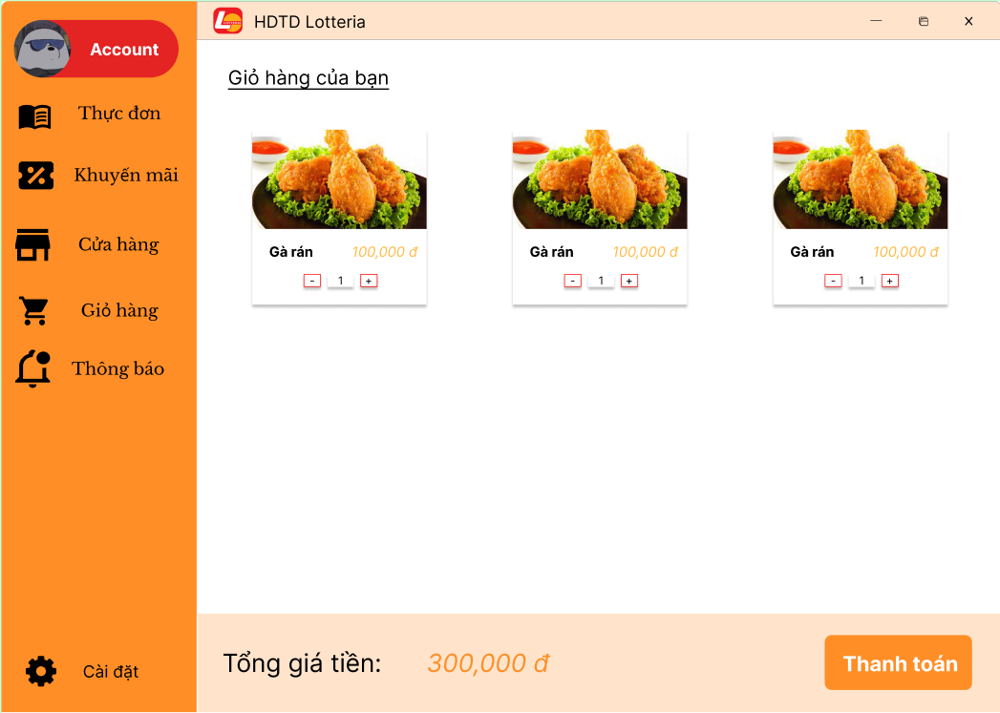 HDTD Lotteria
Account
Thực đơn
Khuyến mãi
Cửa hàng
Giỏ hàng
Thông báo
Cài đặt
Giỏ hàng của bạn
Gà rán 100,000 đ
- 1 +
Gà rán 100,000 đ
- 1 +
Gà rán 100,000 đ
- 1 +
Tổng giá tiền: 300,000 đ
Thanh toán